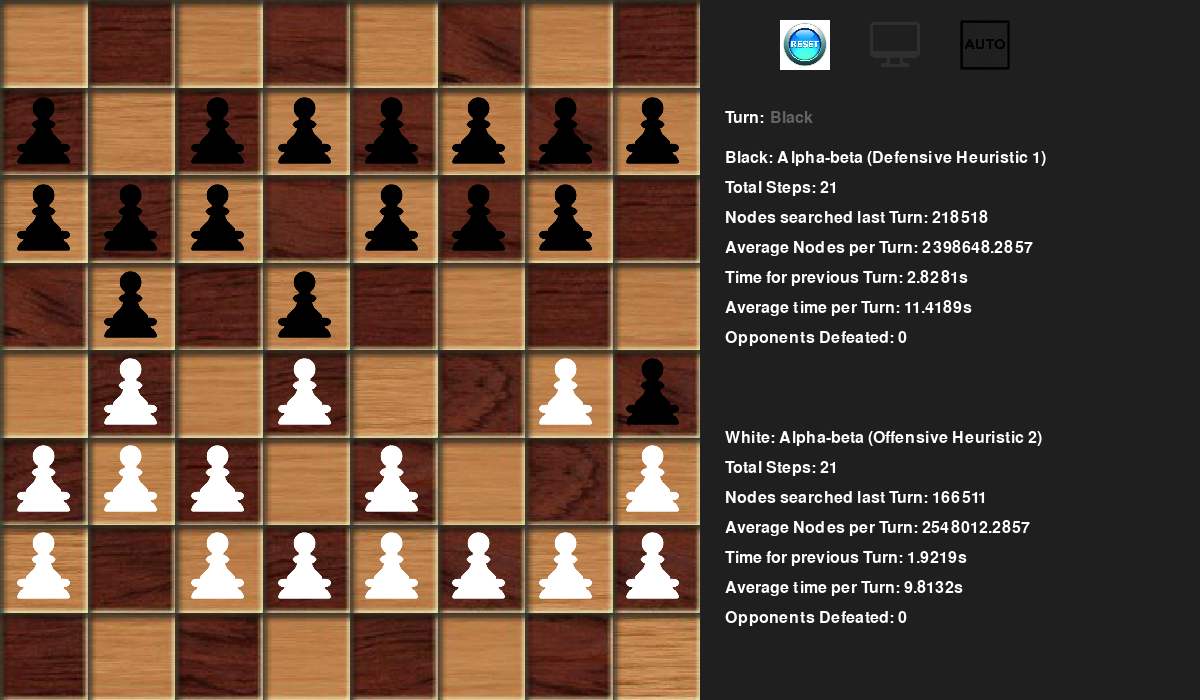 RESET
AUTO
Turn: Black
Black: Alpha-beta (Defensive Heuristic 1)
Total Steps: 21
Nodes searched last Turn: 218518
Average Nodes per Turn: 2398648.2857
Time for previous Turn: 2.8281s
Average time per Turn: 11.4189s
Opponents Defeated: 0
White: Alpha-beta (Offensive Heuristic 2)
Total Steps: 21
Nodes searched last Turn: 166511
Average Nodes per Turn: 2548012.2857
Time for previous Turn: 1.9219s
Average time per Turn: 9.8132s
Opponents Defeated: 0